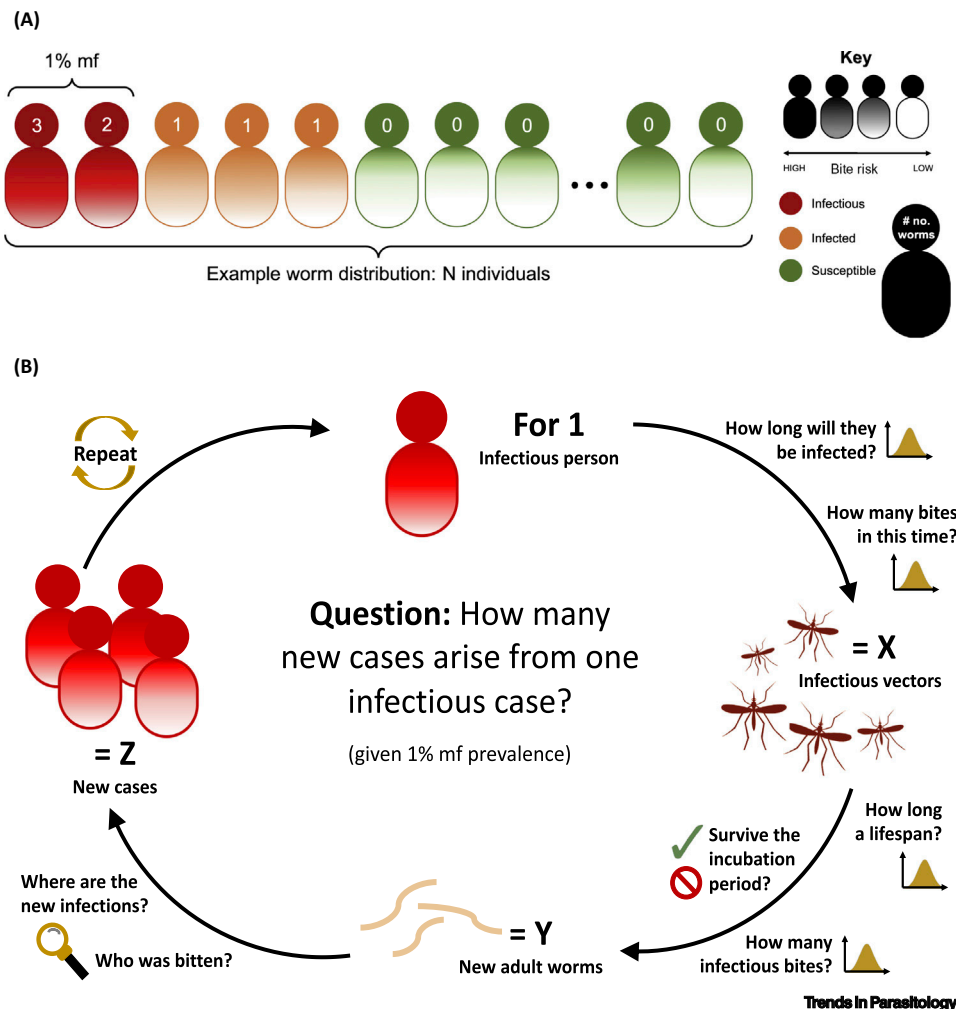 (A)
1% mf
3 2 1 1 1 0 0 0 0 0
Example worm distribution: N individuals
Key
HIGH Bite risk LOW
Infectious
Infected
Susceptible
# no.
worms
(B)
Repeat
For 1
Infectious person
How long will they
be infected?
How many bites
in this time?
= X
Infectious vectors
Question: How many
new cases arise from one
infectious case?
(given 1% mf prevalence)
= Z
New cases
How long
a lifespan?
Survive the
incubation
period?
How many
infectious bites?
= Y
New adult worms
Where are the
new infections?
Who was bitten?
Trends in Parasitology